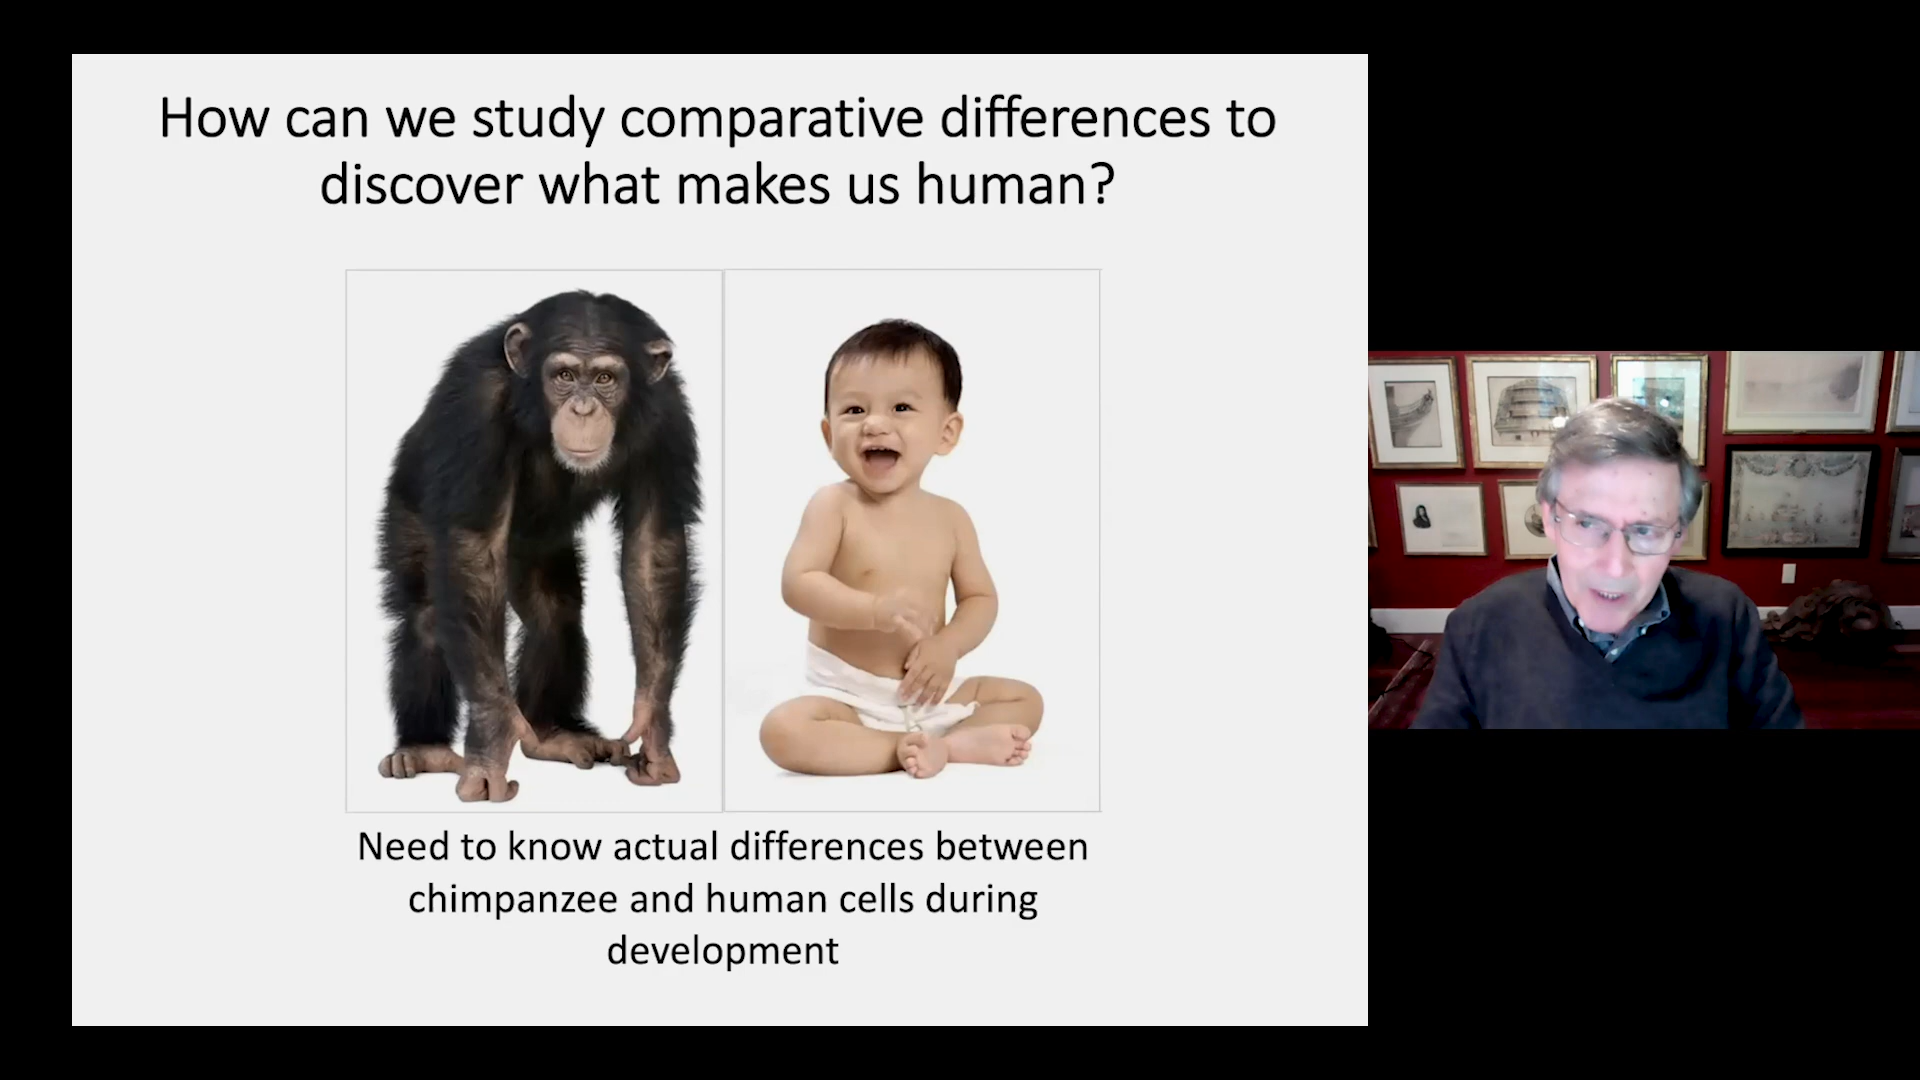 How can we study comparative differences to
discover what makes us human?
Need to know actual differences between
chimpanzee and human cells during
development